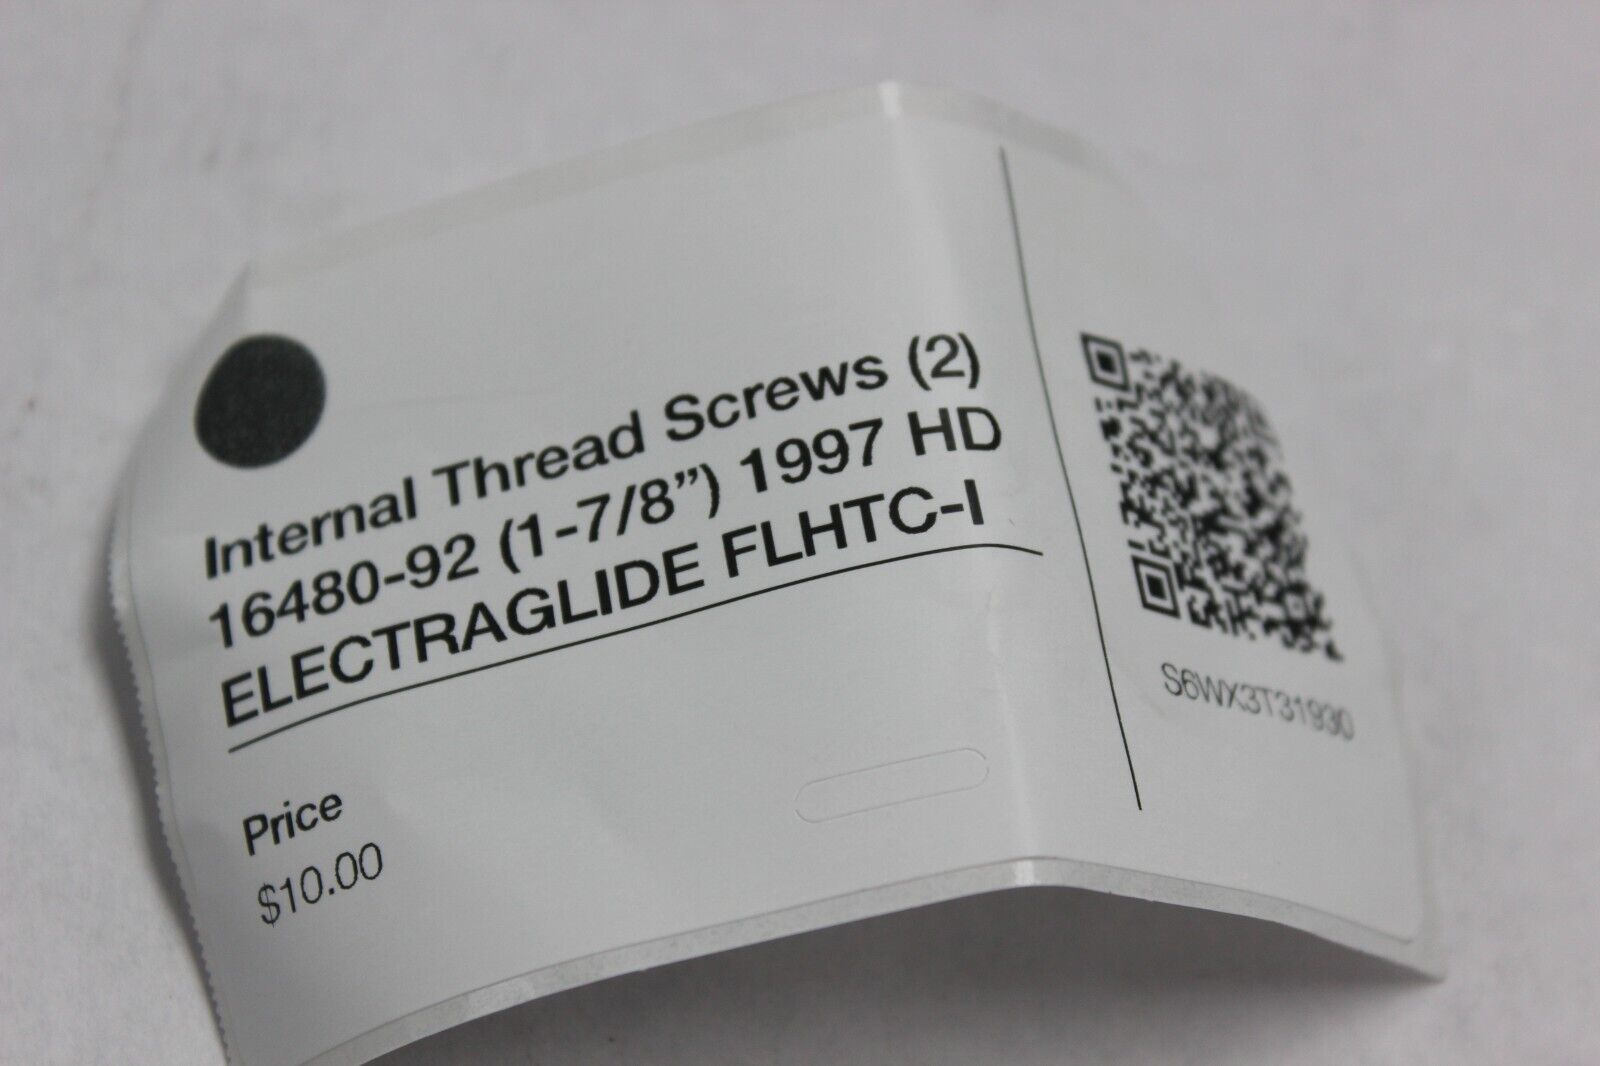 Internal Thread Screws (2)
16480-92 (1-7/8”) 1997 HD
ELECTRAGLIDE FLHTC-I
Price
$10.00
S6WX3T31930